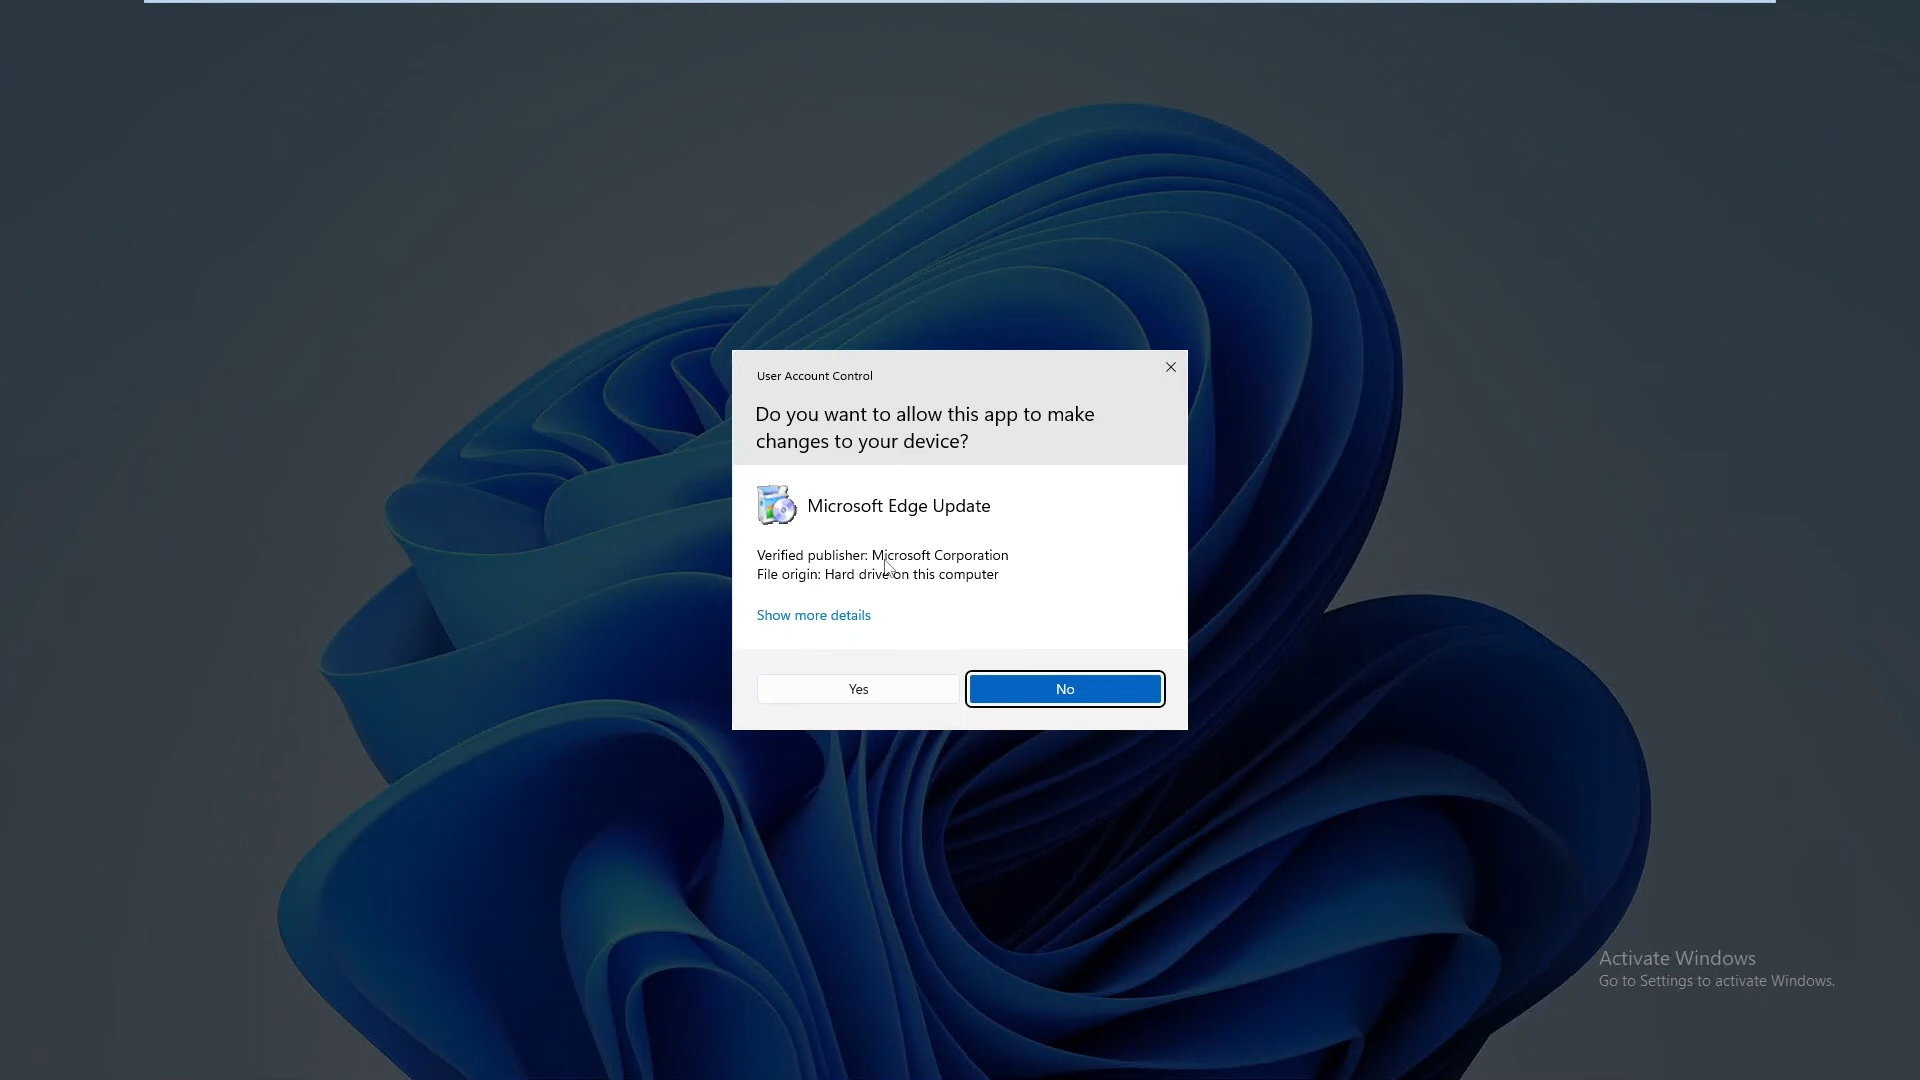 User Account Control
Do you want to allow this app to make
changes to your device?
Microsoft Edge Update
Verified publisher: Microsoft Corporation
File origin: Hard drive on this computer
Show more details
Yes
No
Activate Windows
Go to Settings to activate Windows.